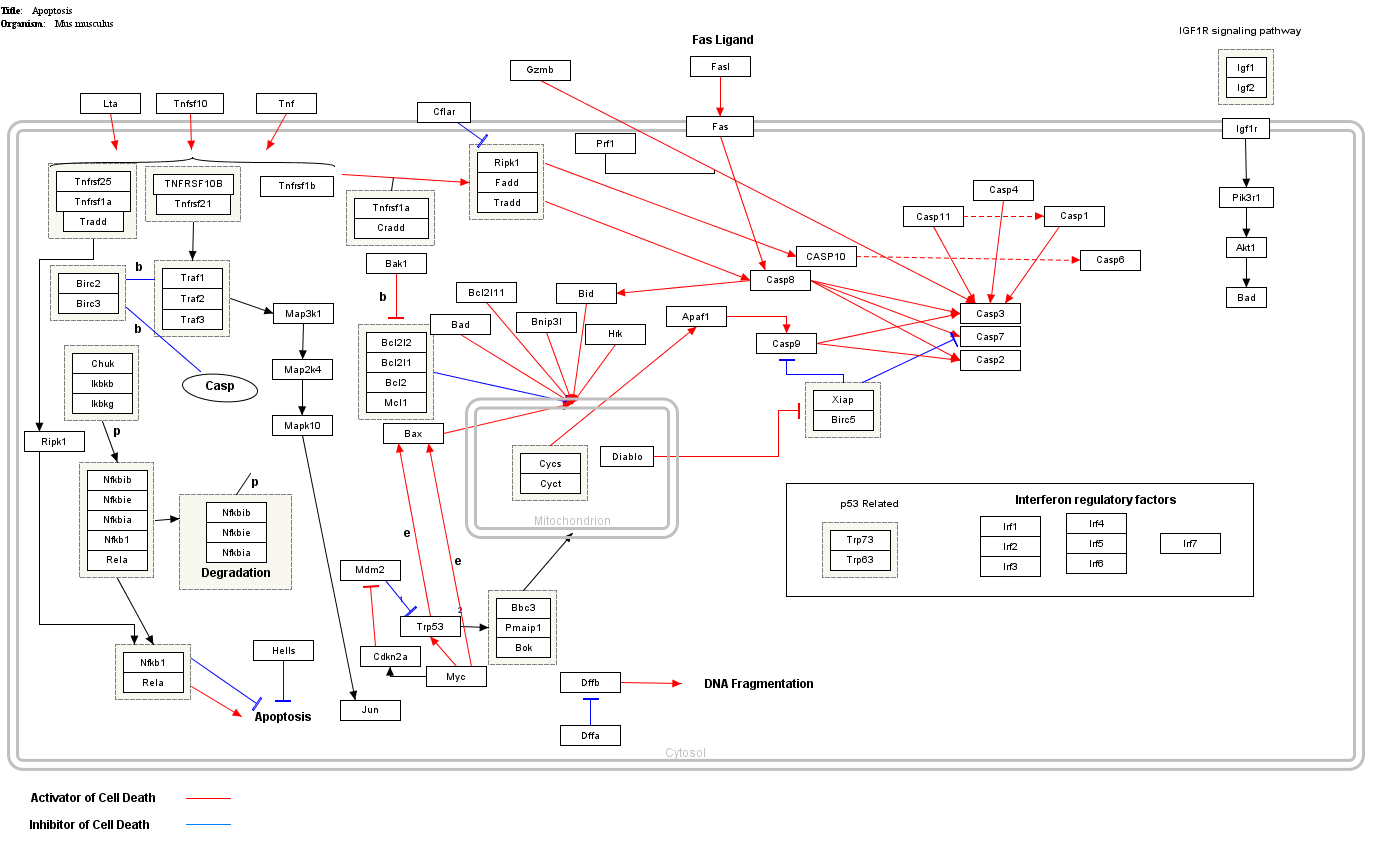 Title: Apoptosis
Organism: Mus musculus
Fas Ligand
IGF1R signaling pathway
Gzmb
Fasl
Igf1
Igf2
Lta
Tnfsf10
Tnf
Cflar
Fas
Igf1r
Prf1
Ripk1
Fadd
Tradd
Tnfrsf25
Tnfrsf1a
Tradd
TNFRSF10B
Tnfrsf21
Tnfrsf1b
Tnfrsf1a
Cradd
Casp4
Casp11
Casp1
Pik3r1
Akt1
Bad
CASP10
Casp6
Casp8
Bak1
b
Birc2
Birc3
b
b
Traf1
Traf2
Traf3
Map3k1
Map2k4
Mapk10
Bcl2l11
Bid
Bad
Bnip3l
Hrk
Apaf1
Casp9
Casp3
Casp7
Casp2
Bcl2l2
Bcl2l1
Bcl2
Mcl1
Chuk
Ikbkb
Ikbkg
Casp
Xiap
Birc5
p
Ripk1
Bax
Cycs
Cyct
Diablo
Mitochondrion
Nfkbib
Nfkbie
Nfkbia
Nfkb1
Rela
p
Nfkbib
Nfkbie
Nfkbia
Degradation
e
e
p53 Related
Trp73
Trp63
Interferon regulatory factors
Irf1
Irf2
Irf3
Irf4
Irf5
Irf6
Irf7
Mdm2
1
2
Trp53
Bbc3
Pmaip1
Bok
Cdkn2a
Myc
Hells
Nfkb1
Rela
Apoptosis
Jun
Dffb
DNA Fragmentation
Dffa
Cytosol
Activator of Cell Death
Inhibitor of Cell Death